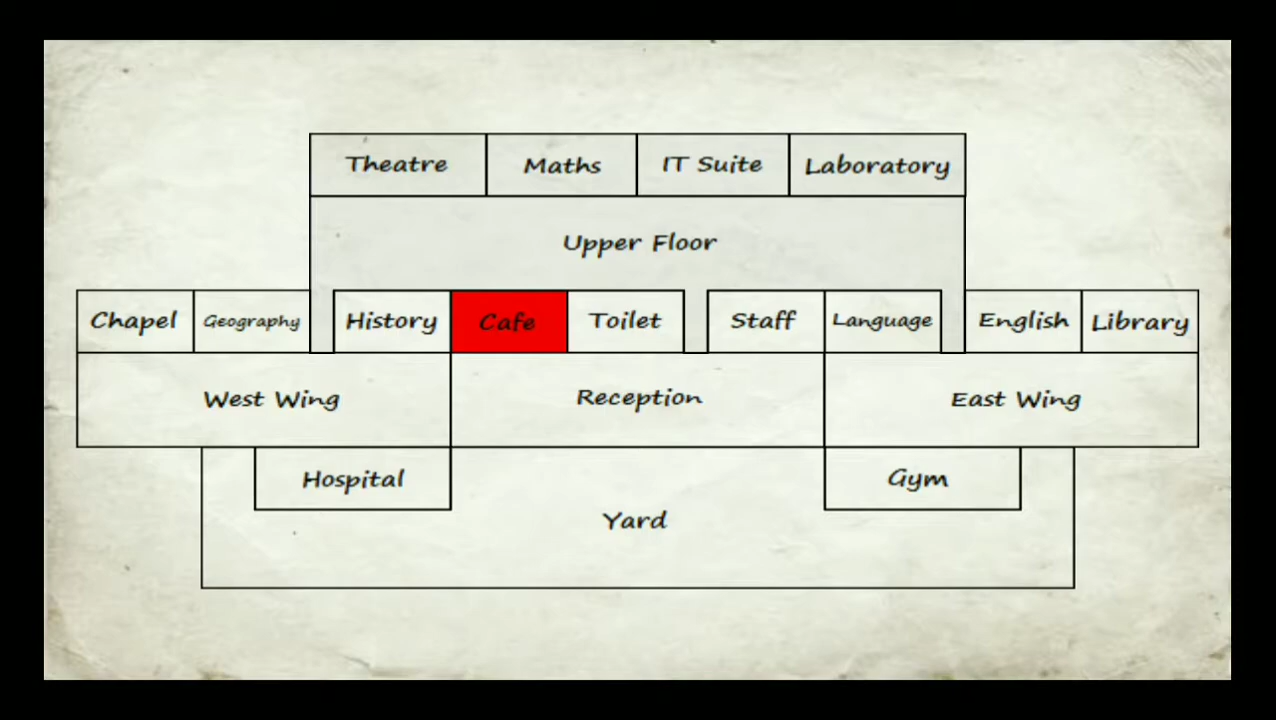 Theatre Maths IT Suite Laboratory
Upper Floor
Chapel Geography History Cafe Toilet Staff Language English Library
West Wing Reception East Wing
Hospital Gym
Yard